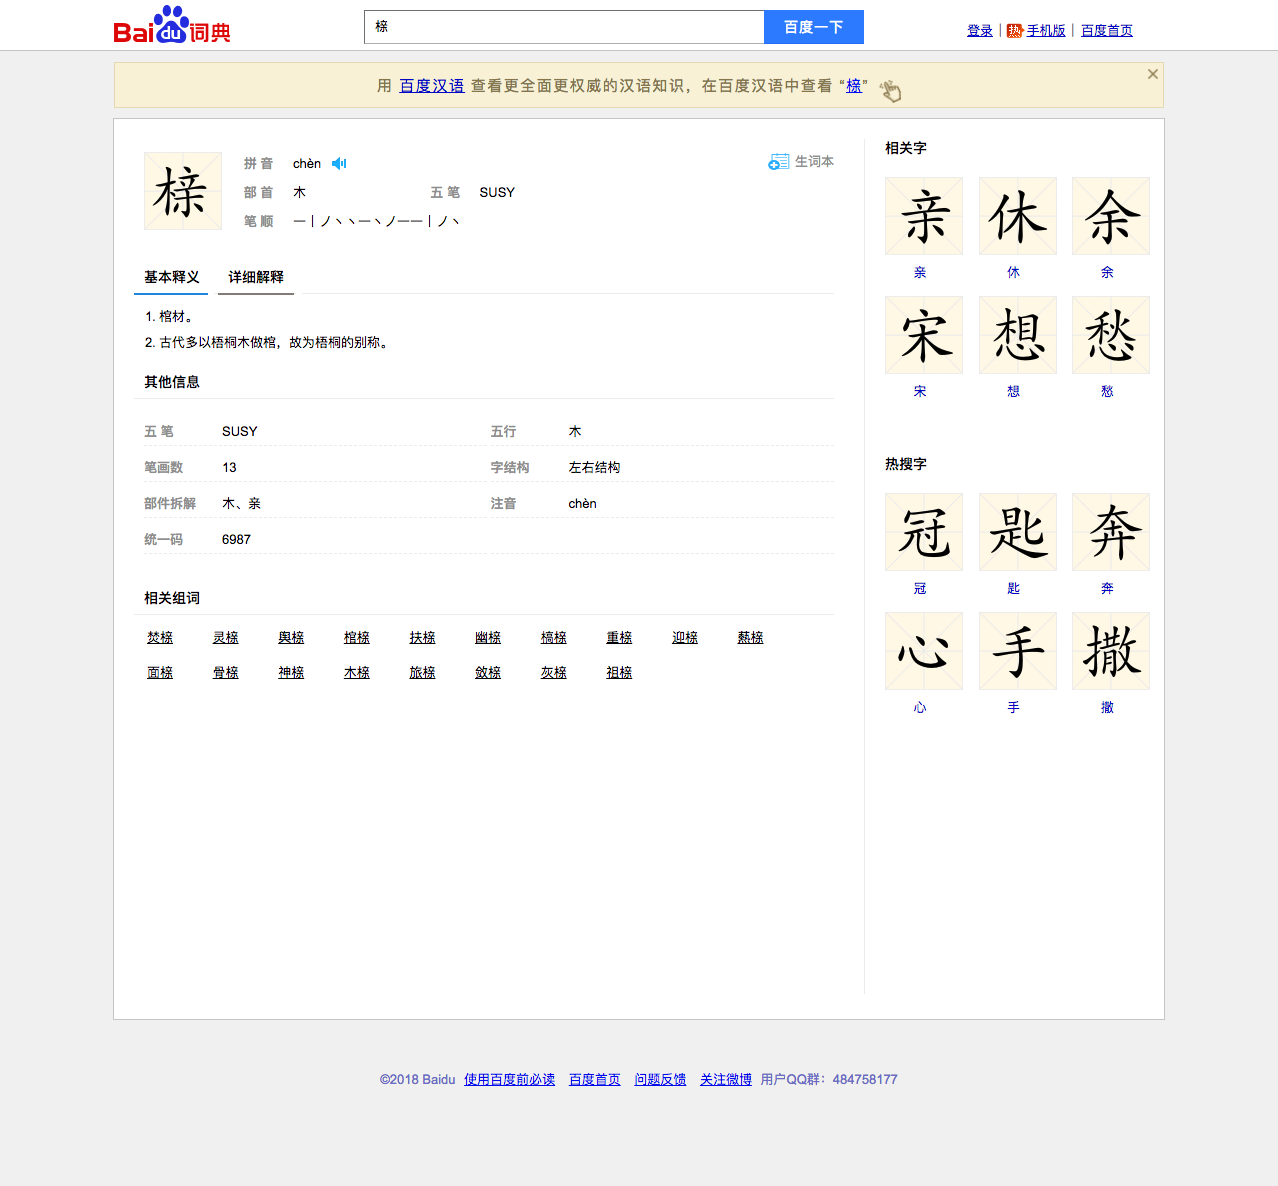 Baidu词典
榇
百度一下
登录 | 热 手机版 | 百度首页
用 百度汉语 查看更全面更权威的汉语知识，在百度汉语中查看 “榇”
榇
拼音 chèn
生词本
部首 木 五笔 SUSY
笔顺 一丨ノヽヽ一ヽノ一一丨ノヽ
基本释义 详细解释
1. 棺材。
2. 古代多以梧桐木做棺，故为梧桐的别称。
其他信息
五笔 SUSY 五行 木
笔画数 13 字结构 左右结构
部件拆解 木、亲 注音 chèn
统一码 6987
相关组词
焚榇 灵榇 舆榇 棺榇 扶榇 幽榇 槁榇 重榇 迎榇 爇榇
面榇 骨榇 神榇 木榇 旅榇 敛榇 灰榇 祖榇
相关字
亲 休 余
亲 休 余
宋 想 愁
宋 想 愁
热搜字
冠 匙 奔
冠 匙 奔
心 手 撒
心 手 撒
©2018 Baidu 使用百度前必读 百度首页 问题反馈 关注微博 用户QQ群：484758177